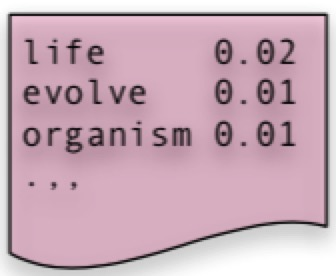 life 0.02
evolve 0.01
organism 0.01
.,,